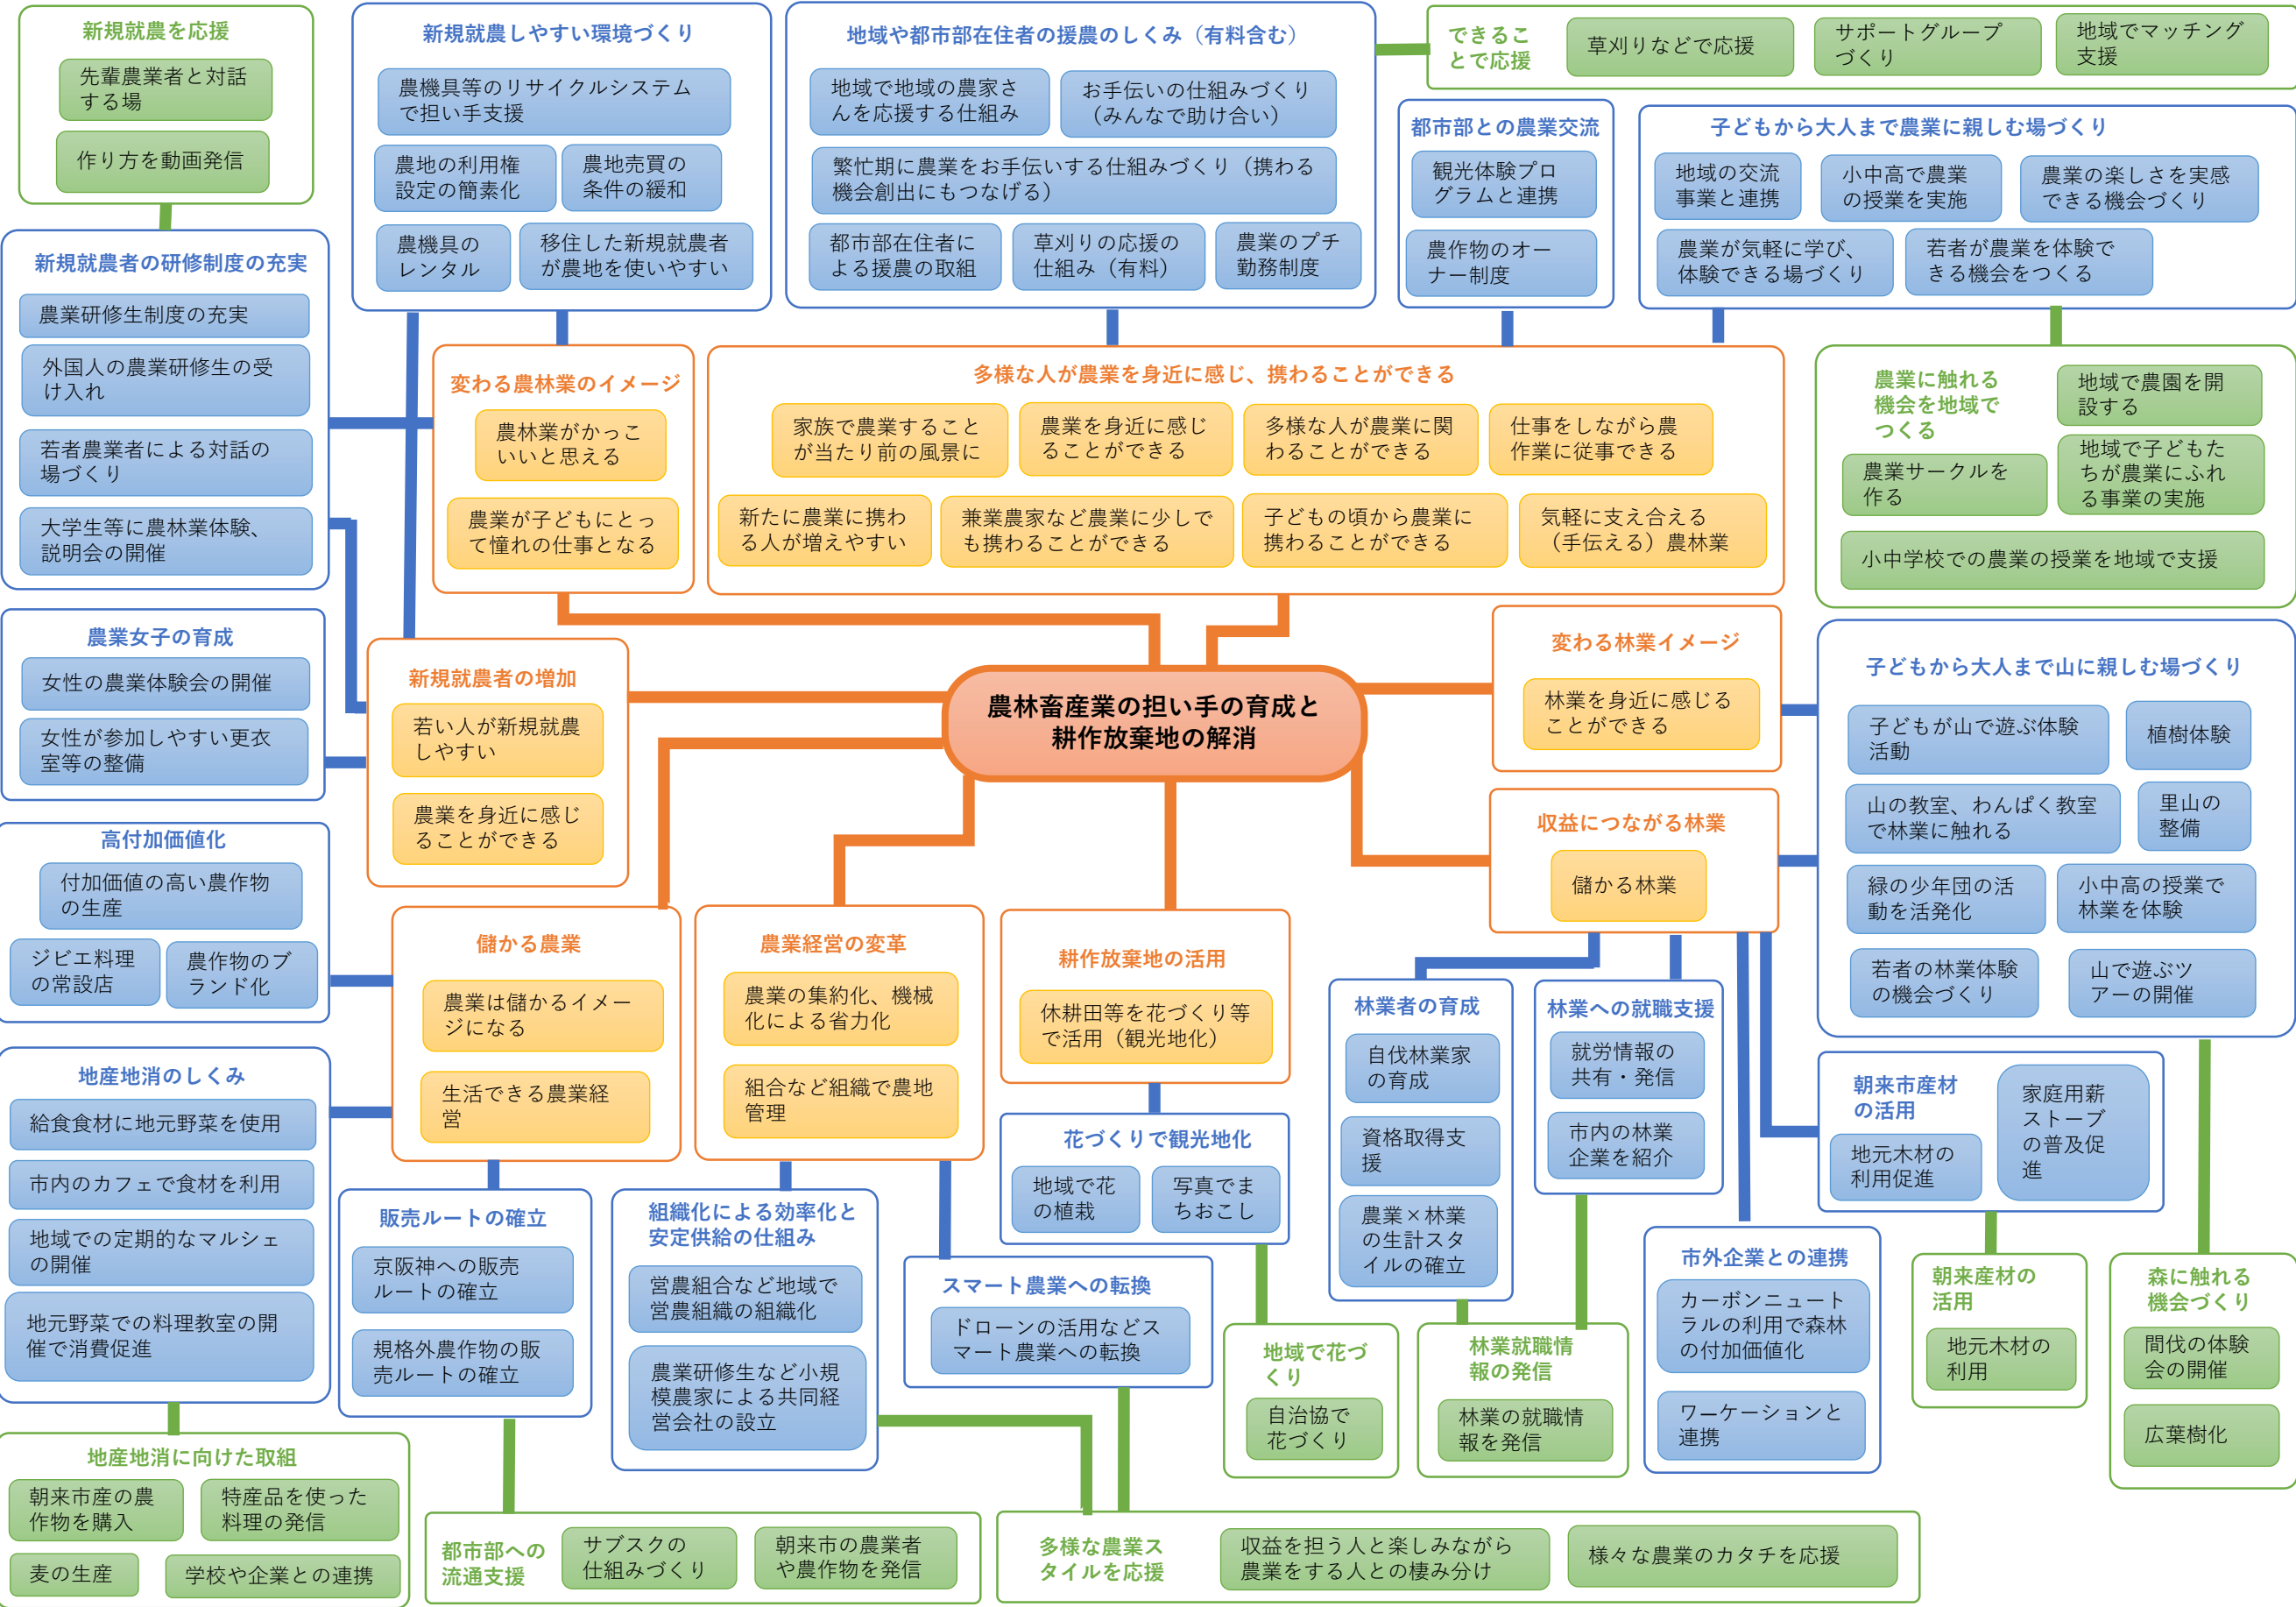 新規就農を応援
先輩農業者と対話
する場
作り方を動画発信
新規就農しやすい環境づくり
農機具等のリサイクルシステム
で担い手支援
農地の利用権
設定の簡素化
農地売買の
条件の緩和
農機具の
レンタル
移住した新規就農者
が農地を使いやすい
地域や都市部在住者の援農のしくみ（有料含む）
地域で地域の農家さ
んを応援する仕組み
お手伝いの仕組みづくり
（みんなで助け合い）
繁忙期に農業をお手伝いする仕組みづくり（携わる
機会創出にもつなげる）
都市部在住者に
よる援農の取組
草刈りの応援の
仕組み（有料）
農業のプチ
勤務制度
できるこ
とで応援
草刈りなどで応援
サポートグループ
づくり
地域でマッチング
支援
都市部との農業交流
観光体験プロ
グラムと連携
農作物のオー
ナー制度
子どもから大人まで農業に親しむ場づくり
地域の交流
事業と連携
小中高で農業
の授業を実施
農業の楽しさを実感
できる機会づくり
農業が気軽に学び、
体験できる場づくり
若者が農業を体験で
きる機会をつくる
新規就農者の研修制度の充実
農業研修生制度の充実
外国人の農業研修生の受
け入れ
若者農業者による対話の
場づくり
大学生等に農林業体験、
説明会の開催
変わる農林業のイメージ
農林業がかっこ
いいと思える
農業が子どもにとっ
て憧れの仕事となる
多様な人が農業を身近に感じ、携わることができる
家族で農業すること
が当たり前の風景に
農業を身近に感じ
ることができる
多様な人が農業に関
わることができる
仕事をしながら農
作業に従事できる
新たに農業に携わ
る人が増えやすい
兼業農家など農業に少しで
も携わることができる
子どもの頃から農業に
携わることができる
気軽に支え合える
（手伝える）農林業
農業に触れる
機会を地域で
つくる
地域で農園を開
設する
農業サークルを
作る
地域で子どもた
ちが農業にふれ
る事業の実施
小中学校での農業の授業を地域で支援
農業女子の育成
女性の農業体験会の開催
女性が参加しやすい更衣
室等の整備
新規就農者の増加
若い人が新規就農
しやすい
農業を身近に感じ
ることができる
農林畜産業の担い手の育成と
耕作放棄地の解消
変わる林業イメージ
林業を身近に感じる
ことができる
収益につながる林業
儲かる林業
子どもから大人まで山に親しむ場づくり
子どもが山で遊ぶ体験
活動
植樹体験
山の教室、わんぱく教室
で林業に触れる
里山の
整備
緑の少年団の活
動を活発化
小中高の授業で
林業を体験
若者の林業体験
の機会づくり
山で遊ぶツ
アーの開催
高付加価値化
付加価値の高い農作物
の生産
ジビエ料理
の常設店
農作物のブ
ランド化
儲かる農業
農業は儲かるイメー
ジになる
生活できる農業経
営
農業経営の変革
農業の集約化、機械
化による省力化
組合など組織で農地
管理
耕作放棄地の活用
休耕田等を花づくり等
で活用（観光地化）
林業者の育成
自伐林業家
の育成
資格取得支
援
農業×林業
の生計スタ
イルの確立
林業への就職支援
就労情報の
共有・発信
市内の林業
企業を紹介
朝来市産材
の活用
地元木材の
利用促進
家庭用薪
ストーブ
の普及促
進
地産地消のしくみ
給食食材に地元野菜を使用
市内のカフェで食材を利用
地域での定期的なマルシェ
の開催
地元野菜での料理教室の開
催で消費促進
販売ルートの確立
京阪神への販売
ルートの確立
規格外農作物の販
売ルートの確立
組織化による効率化と
安定供給の仕組み
営農組合など地域で
営農組織の組織化
農業研修生など小規
模農家による共同経
営会社の設立
花づくりで観光地化
地域で花
の植栽
写真でま
ちおこし
スマート農業への転換
ドローンの活用などス
マート農業への転換
市外企業との連携
カーボンニュート
ラルの利用で森林
の付加価値化
ワーケーションと
連携
朝来産材の
活用
地元木材の
利用
森に触れる
機会づくり
間伐の体験
会の開催
広葉樹化
地域で花づ
くり
自治協で
花づくり
林業就職情
報の発信
林業の就職情
報を発信
地産地消に向けた取組
朝来市産の農
作物を購入
特産品を使った
料理の発信
麦の生産
学校や企業との連携
都市部への
流通支援
サブスクの
仕組みづくり
朝来市の農業者
や農作物を発信
多様な農業ス
タイルを応援
収益を担う人と楽しみながら
農業をする人との棲み分け
様々な農業のカタチを応援